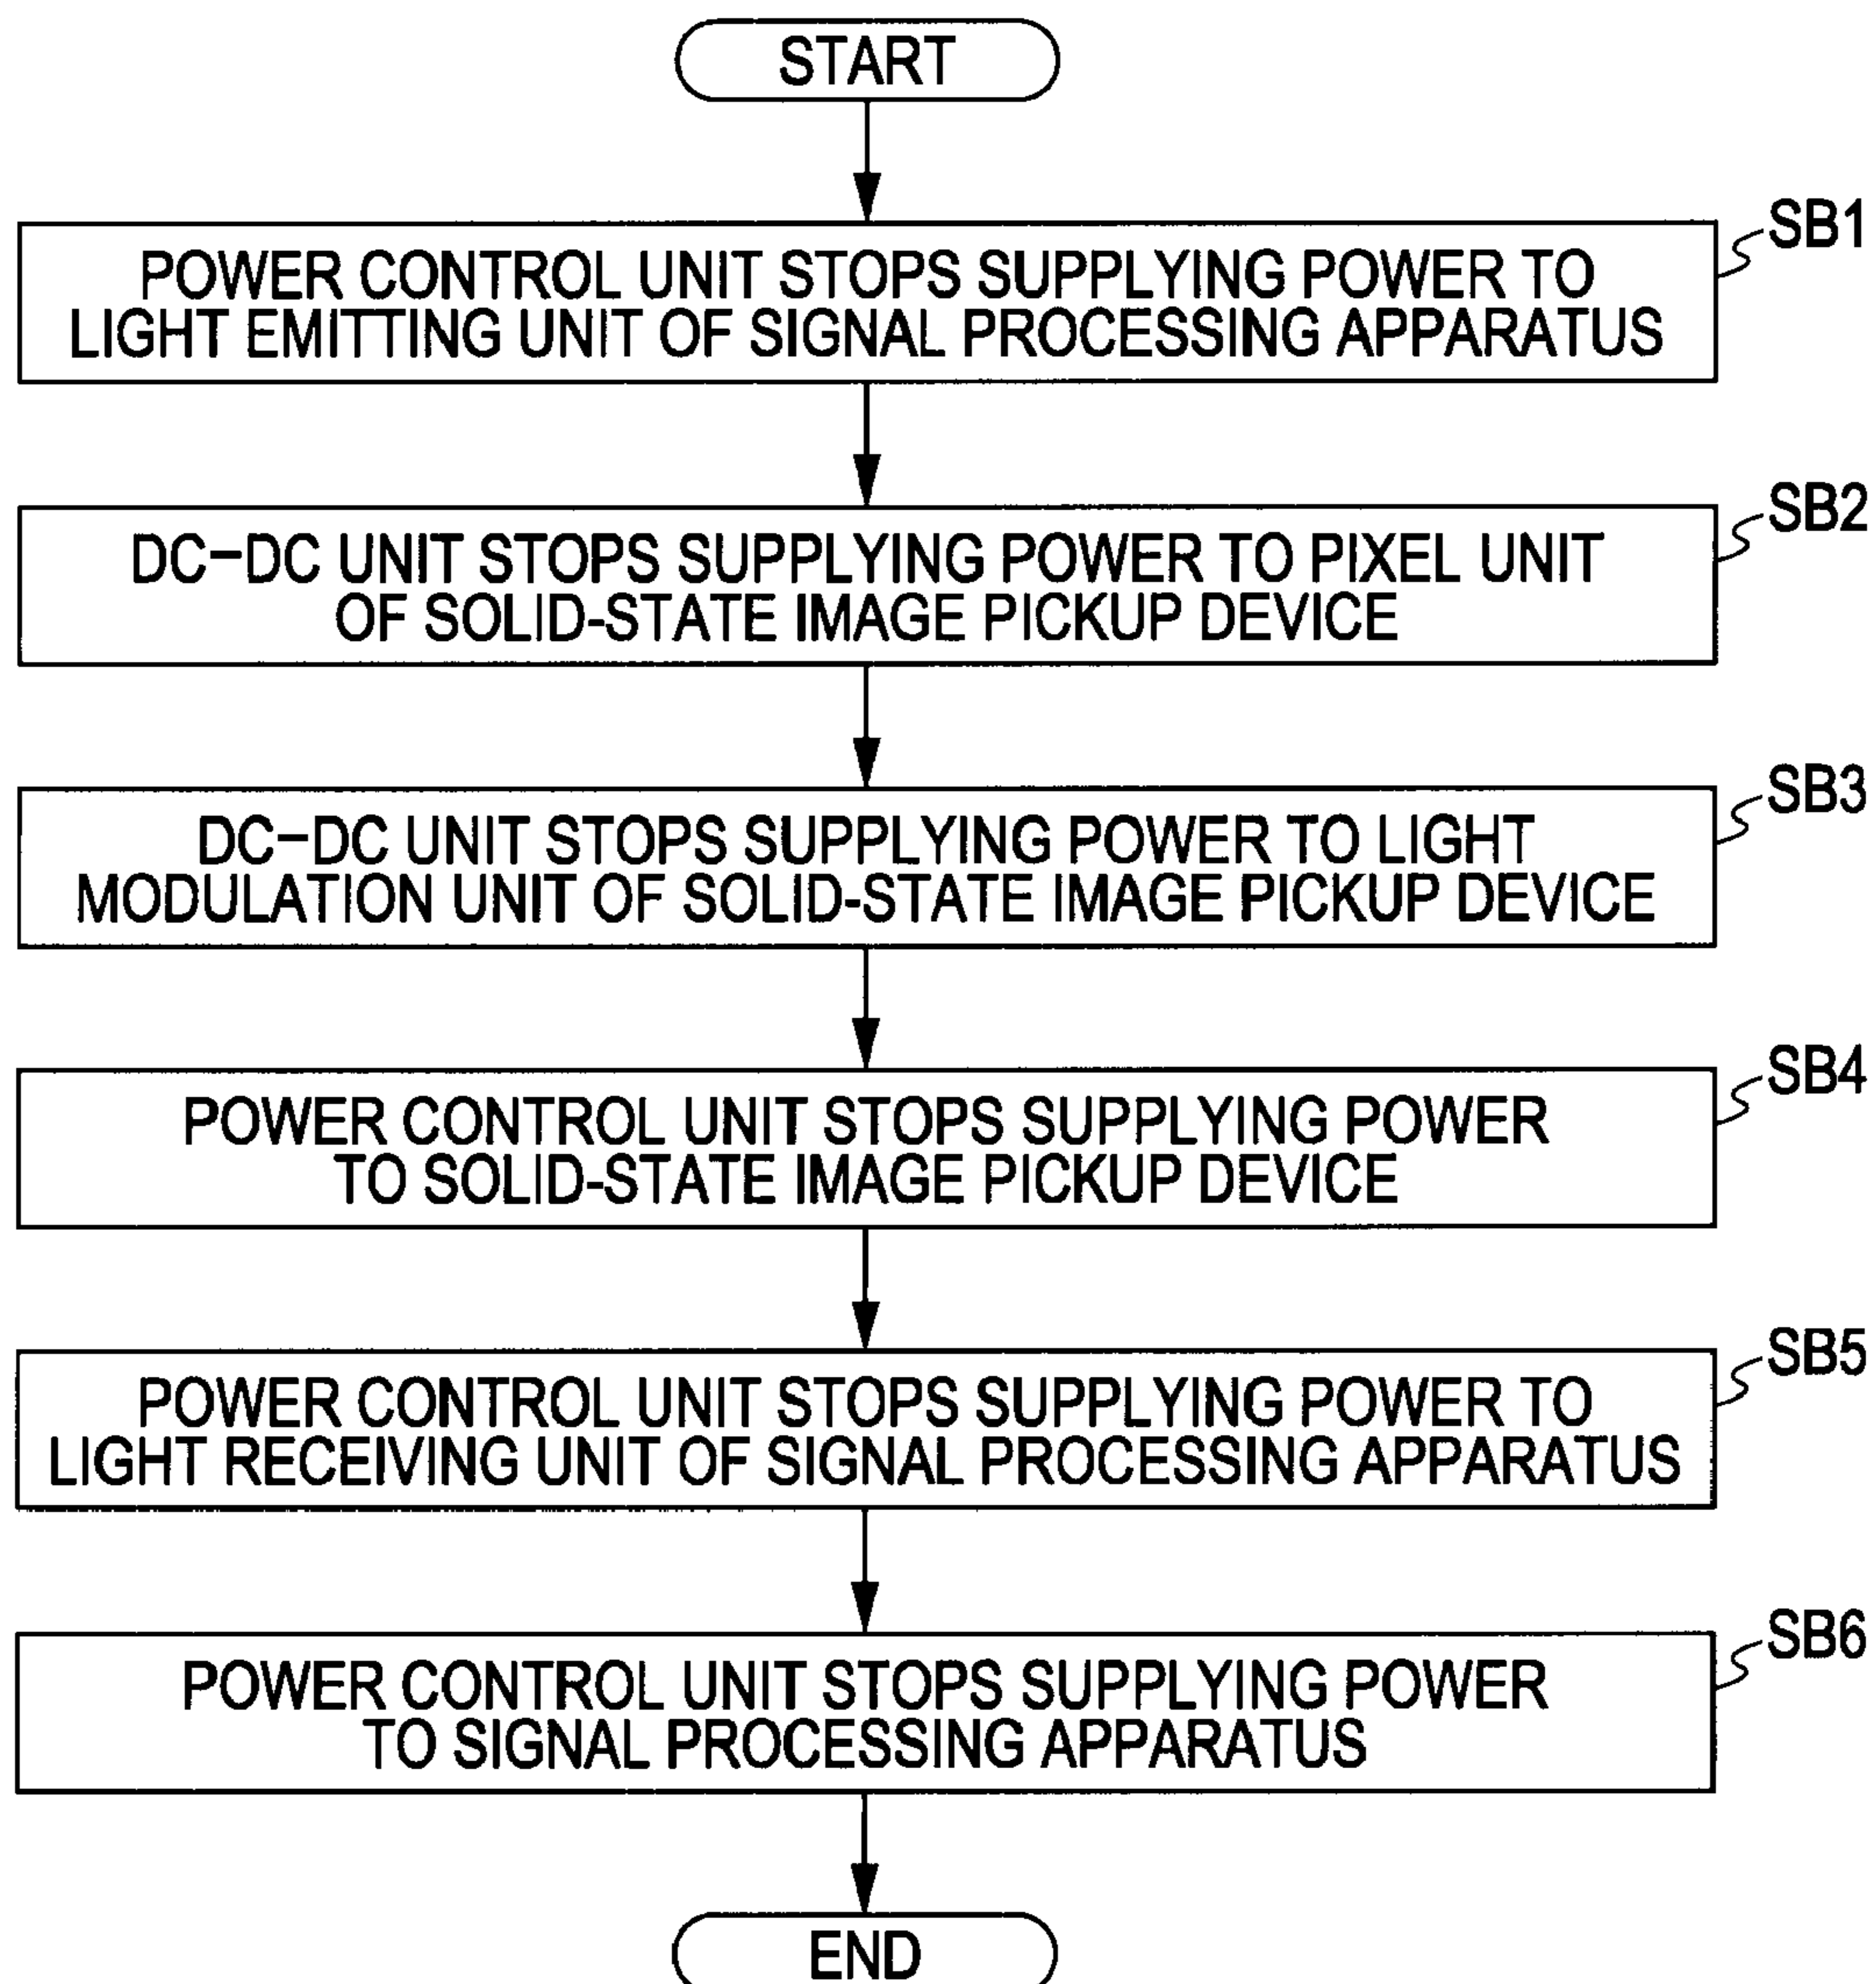 START
SB1
POWER CONTROL UNIT STOPS SUPPLYING POWER TO
LIGHT EMITTING UNIT OF SIGNAL PROCESSING APPARATUS
SB2
DC-DC UNIT STOPS SUPPLYING POWER TO PIXEL UNIT
OF SOLID-STATE IMAGE PICKUP DEVICE
SB3
DC-DC UNIT STOPS SUPPLYING POWER TO LIGHT
MODULATION UNIT OF SOLID-STATE IMAGE PICKUP DEVICE
SB4
POWER CONTROL UNIT STOPS SUPPLYING POWER
TO SOLID-STATE IMAGE PICKUP DEVICE
SB5
POWER CONTROL UNIT STOPS SUPPLYING POWER TO
LIGHT RECEIVING UNIT OF SIGNAL PROCESSING APPARATUS
SB6
POWER CONTROL UNIT STOPS SUPPLYING POWER
TO SIGNAL PROCESSING APPARATUS
END